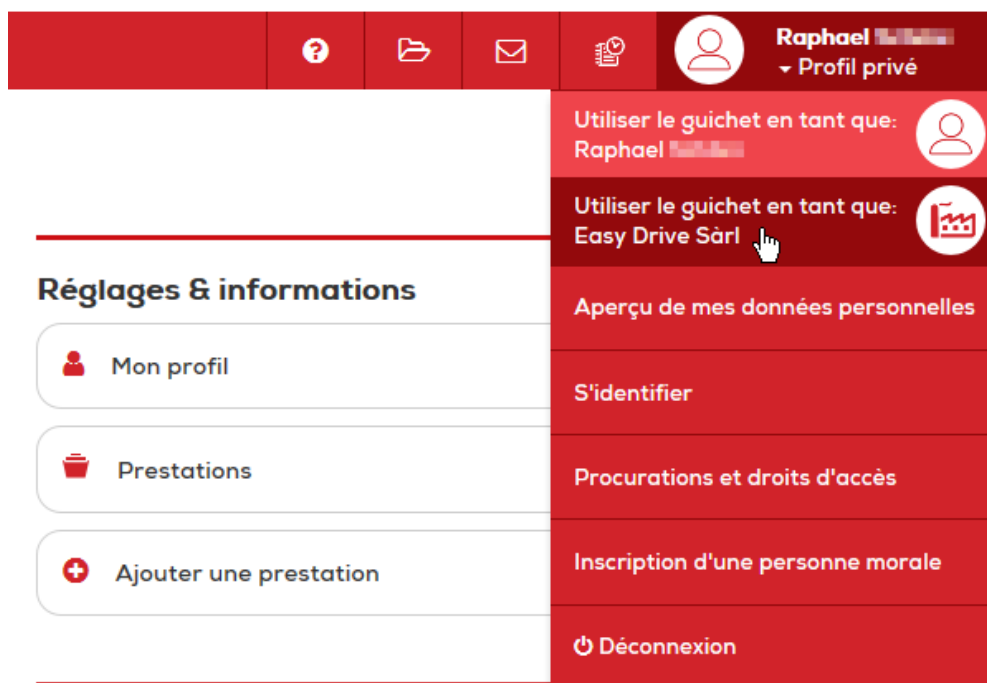 Raphael
Profil privé
Utiliser le guichet en tant que:
Raphael
Utiliser le guichet en tant que:
Easy Drive Sàrl
Réglages & informations
Mon profil
Prestations
Ajouter une prestation
Aperçu de mes données personnelles
S'identifier
Procurations et droits d'accès
Inscription d'une personne morale
Déconnexion